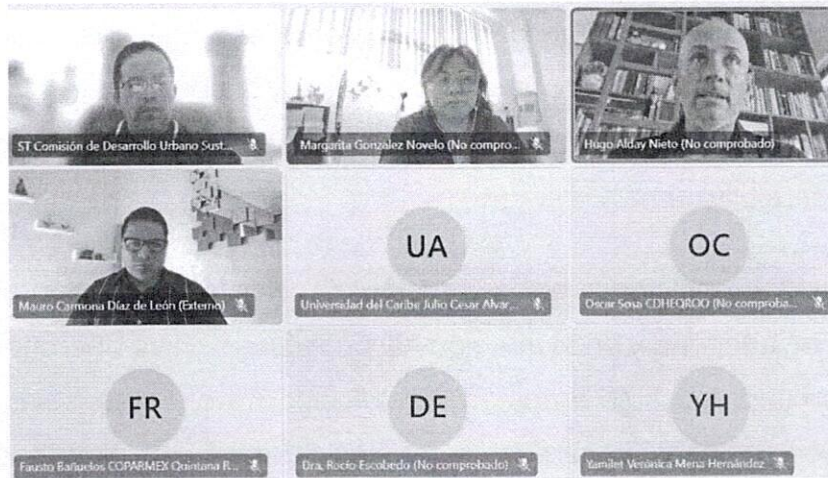 ST Comisión de Desarrollo Urbano Sust...
Margarita González Novelo (No compro...
Hugo Alday Nieto (No comprobado)
Mauro Carmona Díaz de León (Externo)
UA
Universidad del Caribe Julio Cesar Alvar...
OC
Oscar Sosa CDHEQROO (No comproba...
FR
Fausto Bañuelos COPARMEX Quintana R...
DE
Dra. Rocío Escobedo (No comprobado)
YH
Yamilet Verónica Mena Hernández